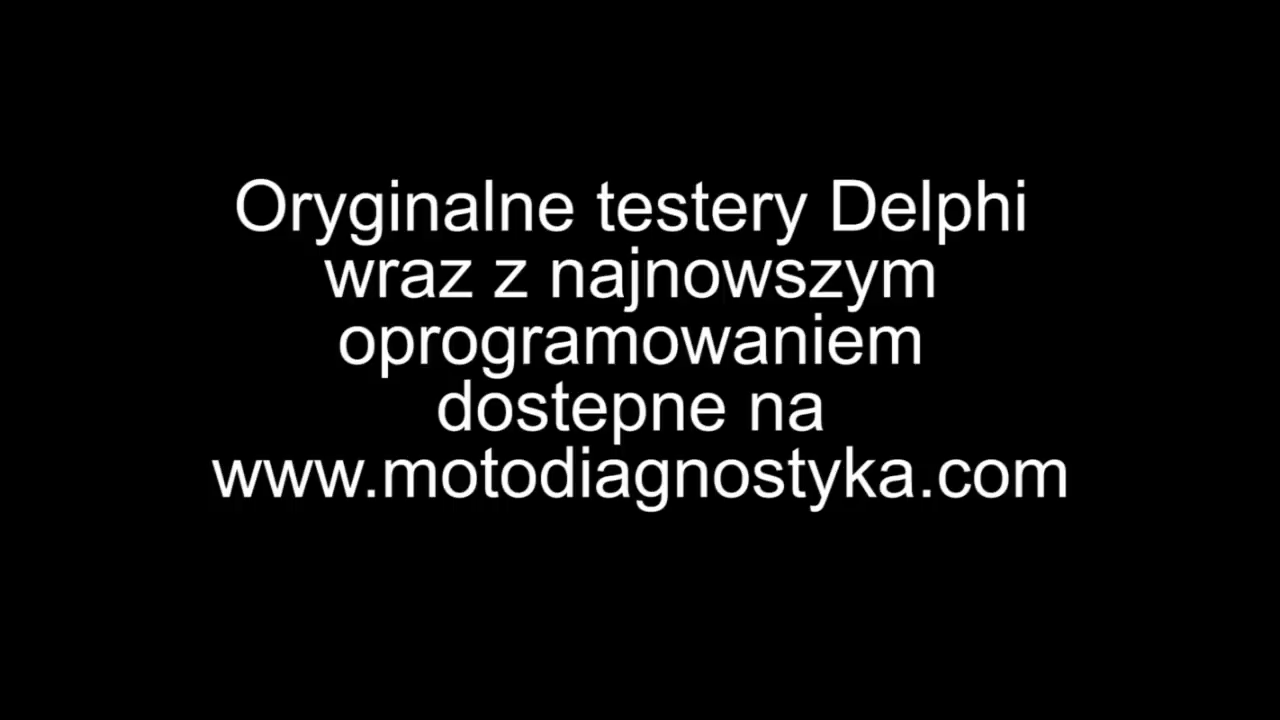 Oryginalne testery Delphi
wraz z najnowszym
oprogramowaniem
dostepne na
www.motodiagnostyka.com